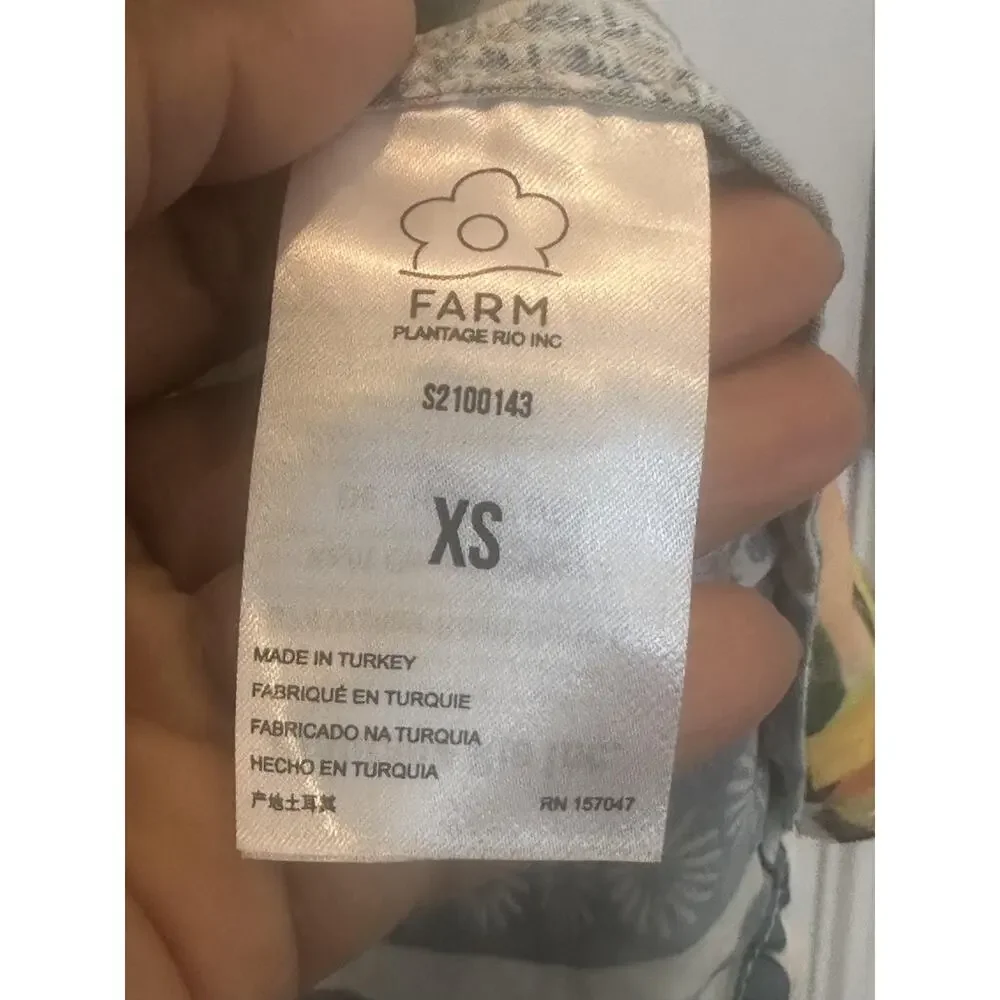 FARM
PLANTAGE RIO INC
S2100143
XS
MADE IN TURKEY
FABRIQUÉ EN TURQUIE
FABRICADO NA TURQUIA
HECHO EN TURQUIA
产地土耳其
RN 157047